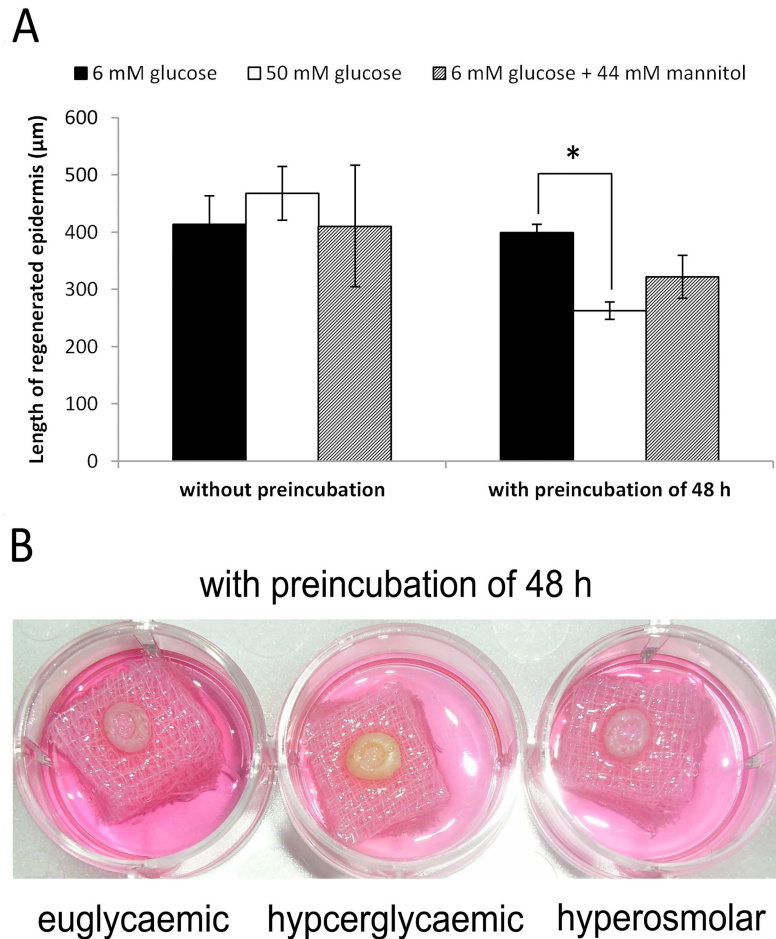 A
6 mM glucose 50 mM glucose 6 mM glucose + 44 mM mannitol
Length of regenerated epidermis (µm)
600
500
400
300
200
100
0
*
without preincubation with preincubation of 48 h
B
with preincubation of 48 h
euglycaemic hypcerglycaemic hyperosmolar